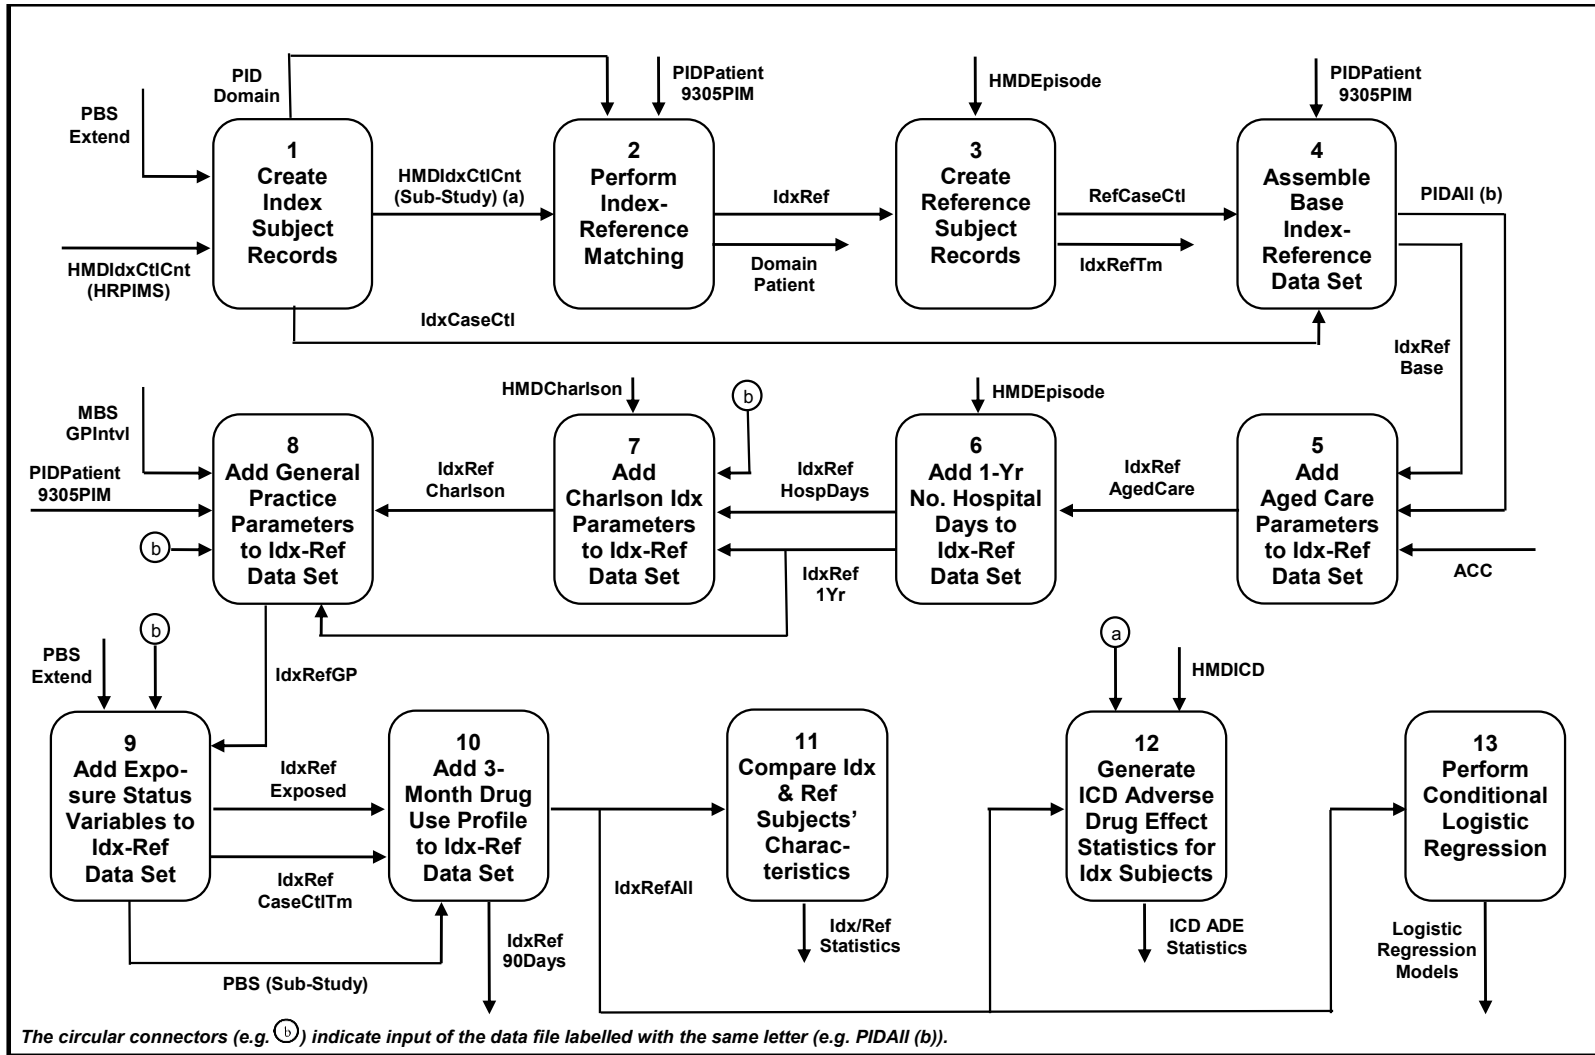 PID
Domain
PIDPatient
9305PIM
HMDEpisode
PIDPatient
9305PIM
PBS
Extend
1
Create
Index
Subject
Records
HMDIdxCtlCnt
(Sub-Study) (a)
2
Perform
Index-
Reference
Matching
IdxRef
Domain
Patient
3
Create
Reference
Subject
Records
RefCaseCtl
IdxRefTm
4
Assemble
Base
Index-
Reference
Data Set
PIDAll (b)
HMDIdxCtlCnt
(HRPIMS)
IdxCaseCtl
IdxRef
Base
MBS
GPIntvl
PIDPatient
9305PIM
b
8
Add General
Practice
Parameters
to Idx-Ref
Data Set
IdxRef
Charlson
HMDCharlson
b
7
Add
Charlson Idx
Parameters
to Idx-Ref
Data Set
IdxRef
HospDays
IdxRef
1Yr
HMDEpisode
6
Add 1-Yr
No. Hospital
Days to
Idx-Ref
Data Set
IdxRef
AgedCare
5
Add
Aged Care
Parameters
to Idx-Ref
Data Set
ACC
PBS
Extend
b
IdxRefGP
a
HMDICD
9
Add Expo-
sure Status
Variables to
Idx-Ref
Data Set
IdxRef
Exposed
IdxRef
CaseCtlTm
PBS (Sub-Study)
10
Add 3-
Month Drug
Use Profile
to Idx-Ref
Data Set
IdxRef
90Days
IdxRefAll
11
Compare Idx
& Ref
Subjects’
Charac-
teristics
Idx/Ref
Statistics
12
Generate
ICD Adverse
Drug Effect
Statistics for
Idx Subjects
ICD ADE
Statistics
13
Perform
Conditional
Logistic
Regression
Logistic
Regression
Models
The circular connectors (e.g. b) indicate input of the data file labelled with the same letter (e.g. PIDAll (b)).